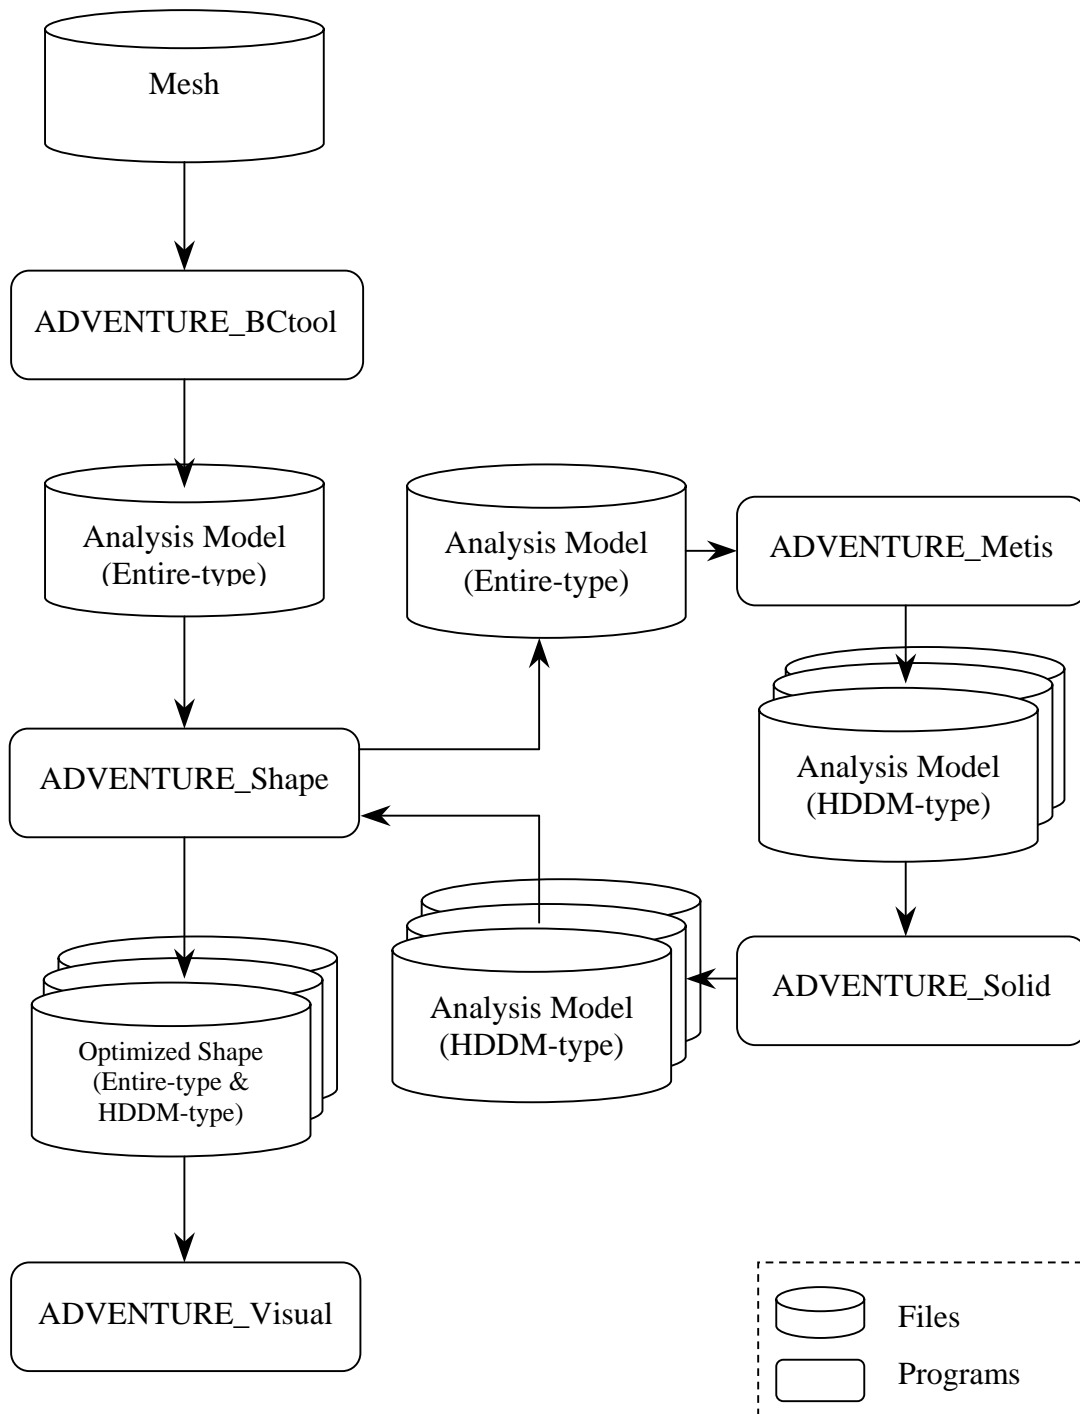 Mesh
ADVENTURE_BCtool
Analysis Model
(Entire-type)
Analysis Model
(Entire-type)
ADVENTURE_Metis
ADVENTURE_Shape
Analysis Model
(HDDM-type)
Analysis Model
(HDDM-type)
ADVENTURE_Solid
Optimized Shape
(Entire-type &
HDDM-type)
ADVENTURE_Visual
Files
Programs